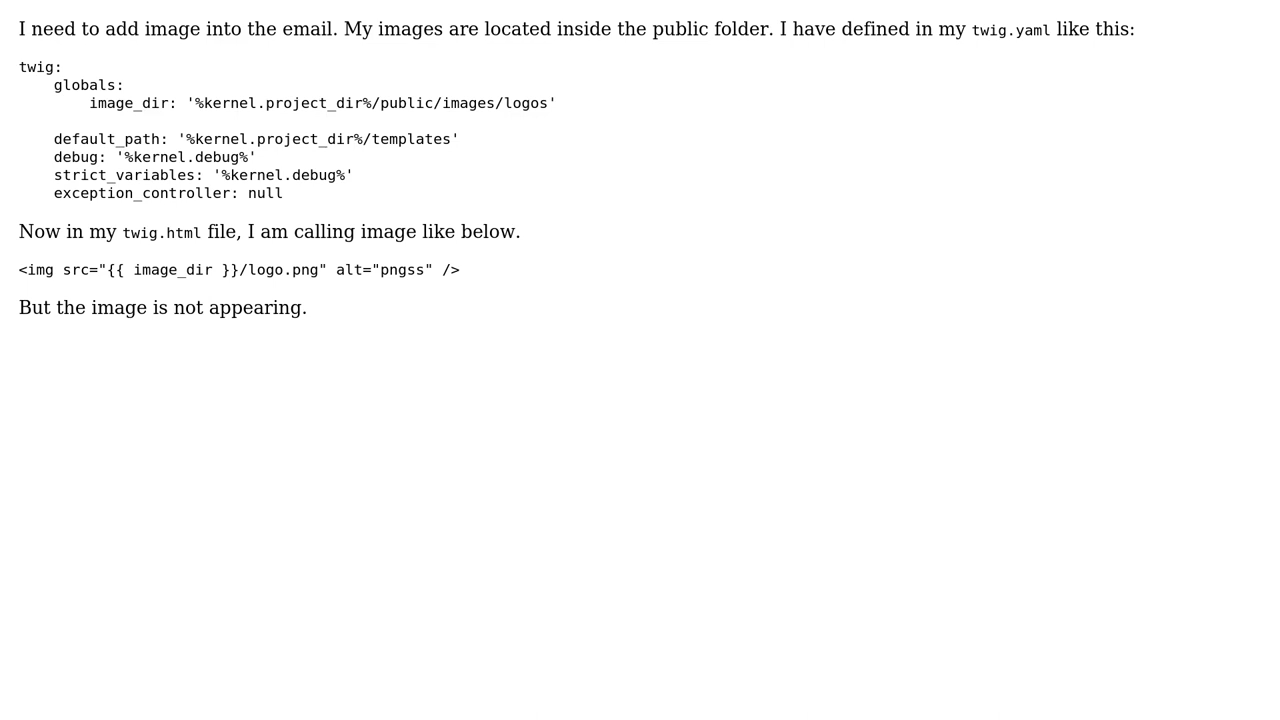 I need to add image into the email. My images are located inside the public folder. I have defined in my twig.yaml like this:
twig:
    globals:
        image_dir: '%kernel.project_dir%/public/images/logos'
    default_path: '%kernel.project_dir%/templates'
    debug: '%kernel.debug%'
    strict_variables: '%kernel.debug%'
    exception_controller: null
Now in my twig.html file, I am calling image like below.
<img src="{{ image_dir }}/logo.png" alt="pngss" />
But the image is not appearing.